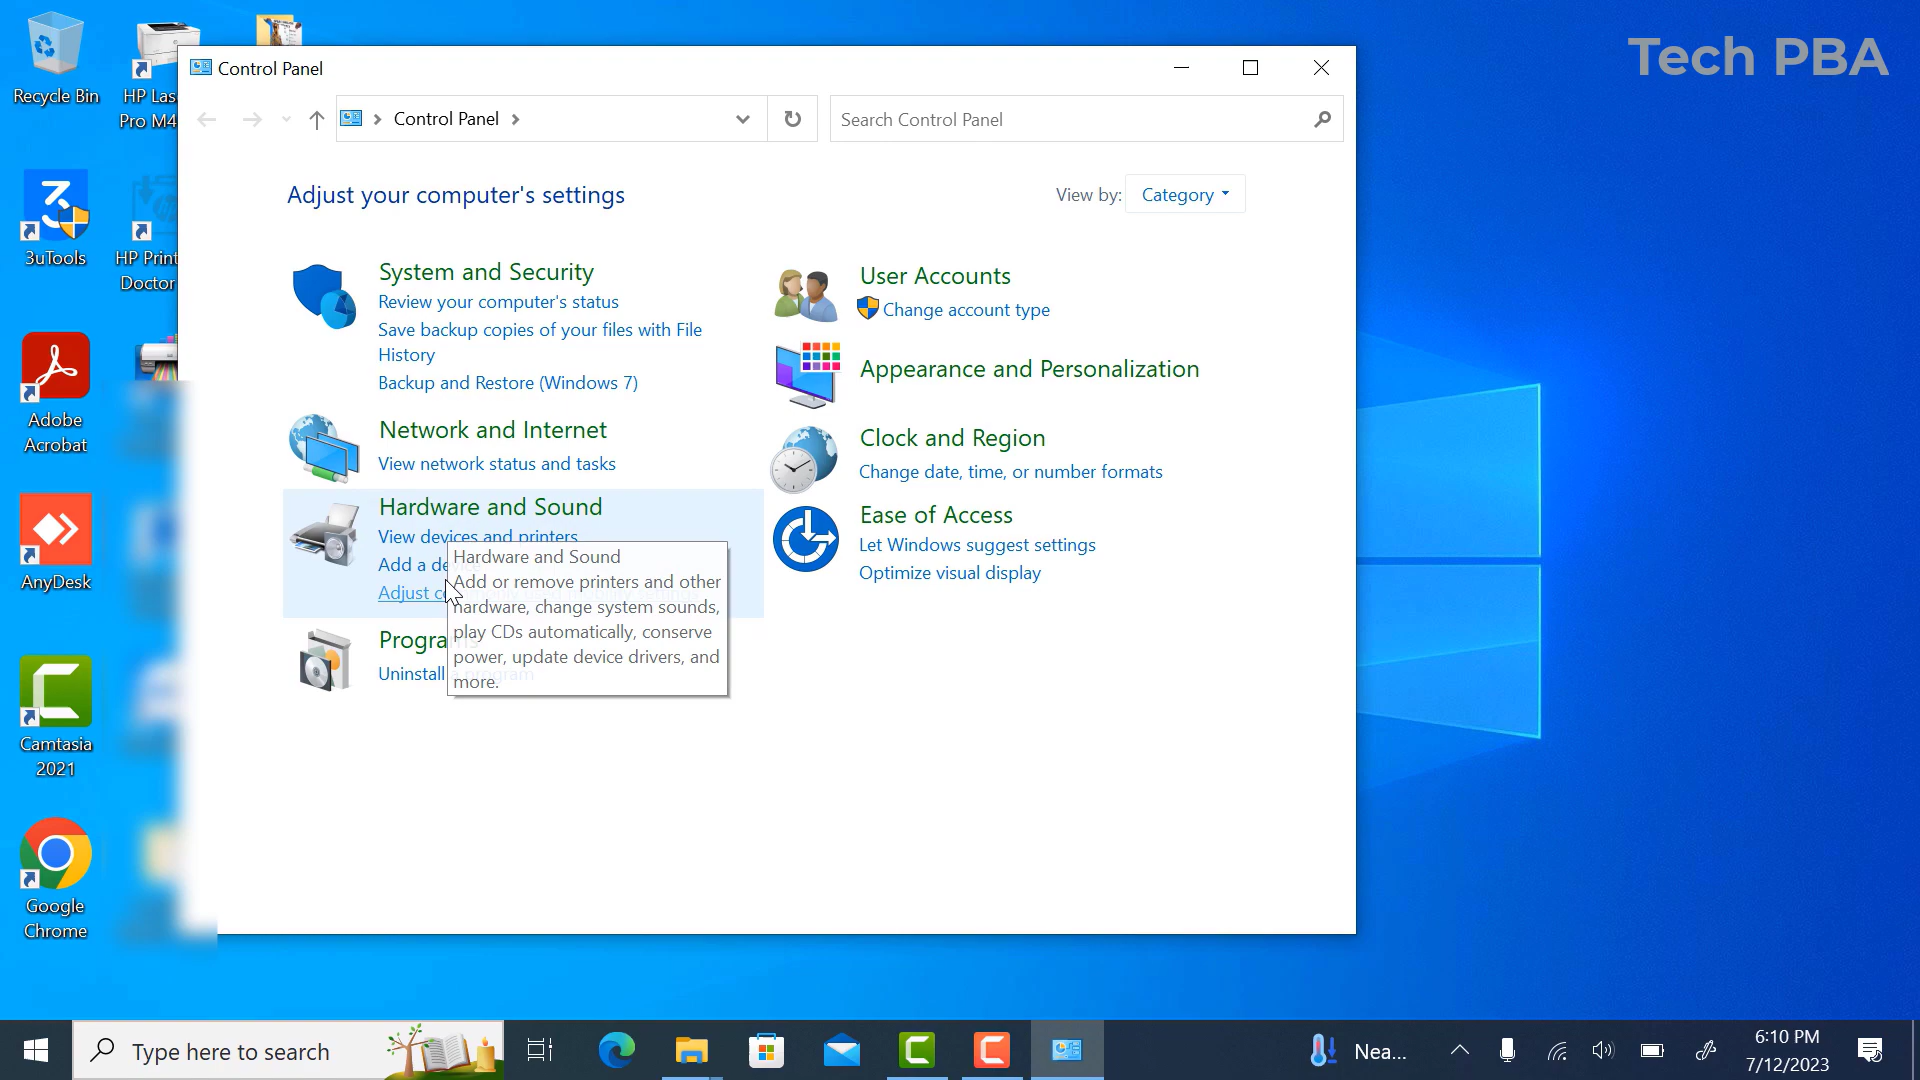 Tech PBA
Recycle Bin
HP Las
Pro M4
3uTools
HP Print
Doctor
Adobe
Acrobat
AnyDesk
Camtasia
2021
Google
Chrome
Control Panel
Control Panel
Search Control Panel
Adjust your computer's settings
View by: Category
System and Security
Review your computer's status
Save backup copies of your files with File
History
Backup and Restore (Windows 7)
Network and Internet
View network status and tasks
Hardware and Sound
View devices and printers
Add a de
Adjust c
Programs
Uninstall a program
Hardware and Sound
Add or remove printers and other
hardware, change system sounds,
play CDs automatically, conserve
power, update device drivers, and
more.
User Accounts
Change account type
Appearance and Personalization
Clock and Region
Change date, time, or number formats
Ease of Access
Let Windows suggest settings
Optimize visual display
Type here to search
Nea...
6:10 PM
7/12/2023